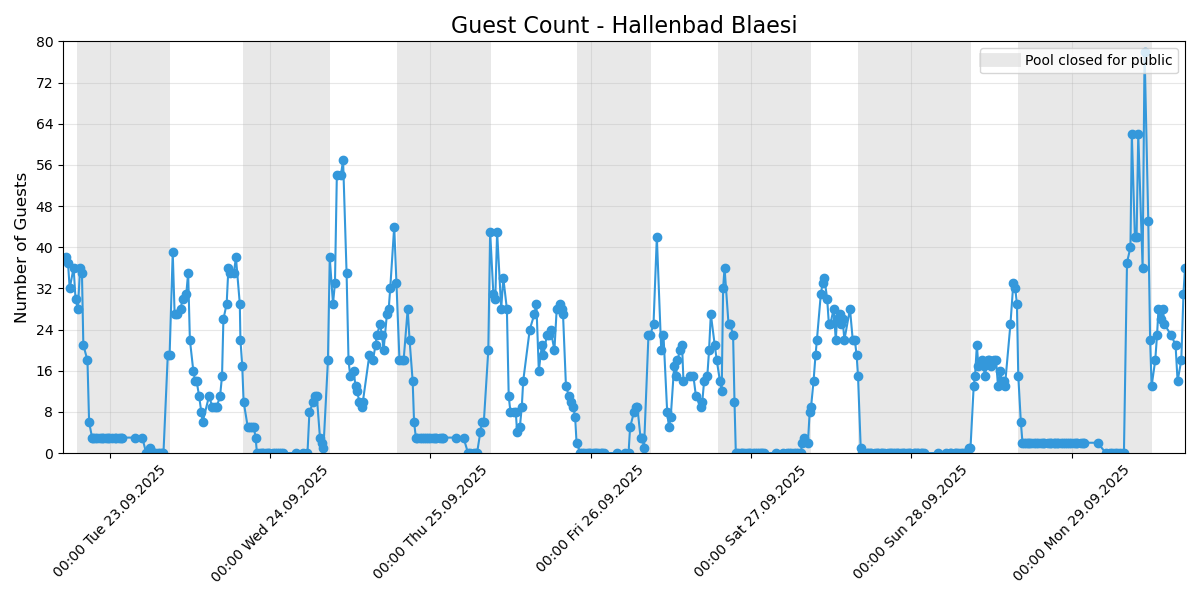 Guest Count - Hallenbad Blaesi
Pool closed for public
Number of Guests
80
72
64
56
48
40
32
24
16
8
0
00:00 Tue 23.09.2025
00:00 Wed 24.09.2025
00:00 Thu 25.09.2025
00:00 Fri 26.09.2025
00:00 Sat 27.09.2025
00:00 Sun 28.09.2025
00:00 Mon 29.09.2025